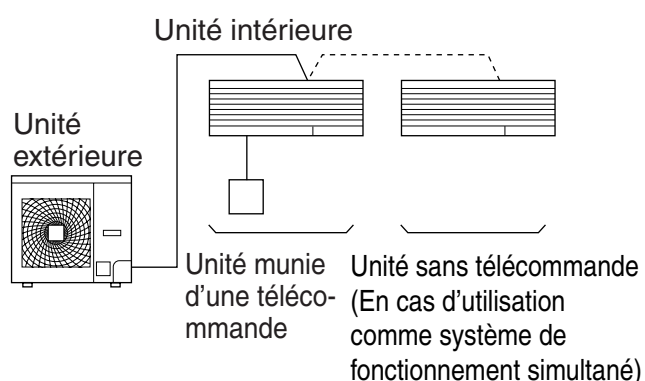 Unité intérieure
Unité
extérieure
Unité munie
d'une téléco-
mmande
Unité sans télécommande
(En cas d'utilisation
comme système de
fonctionnement simultané)